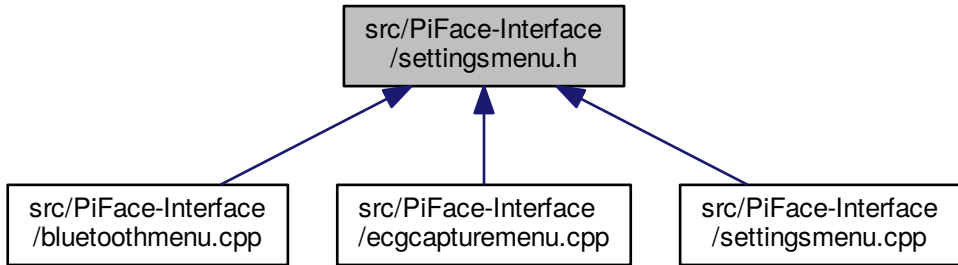 src/PiFace-Interface
/settingsmenu.h
src/PiFace-Interface
/bluetoothmenu.cpp
src/PiFace-Interface
/ecgcapturemenu.cpp
src/PiFace-Interface
/settingsmenu.cpp